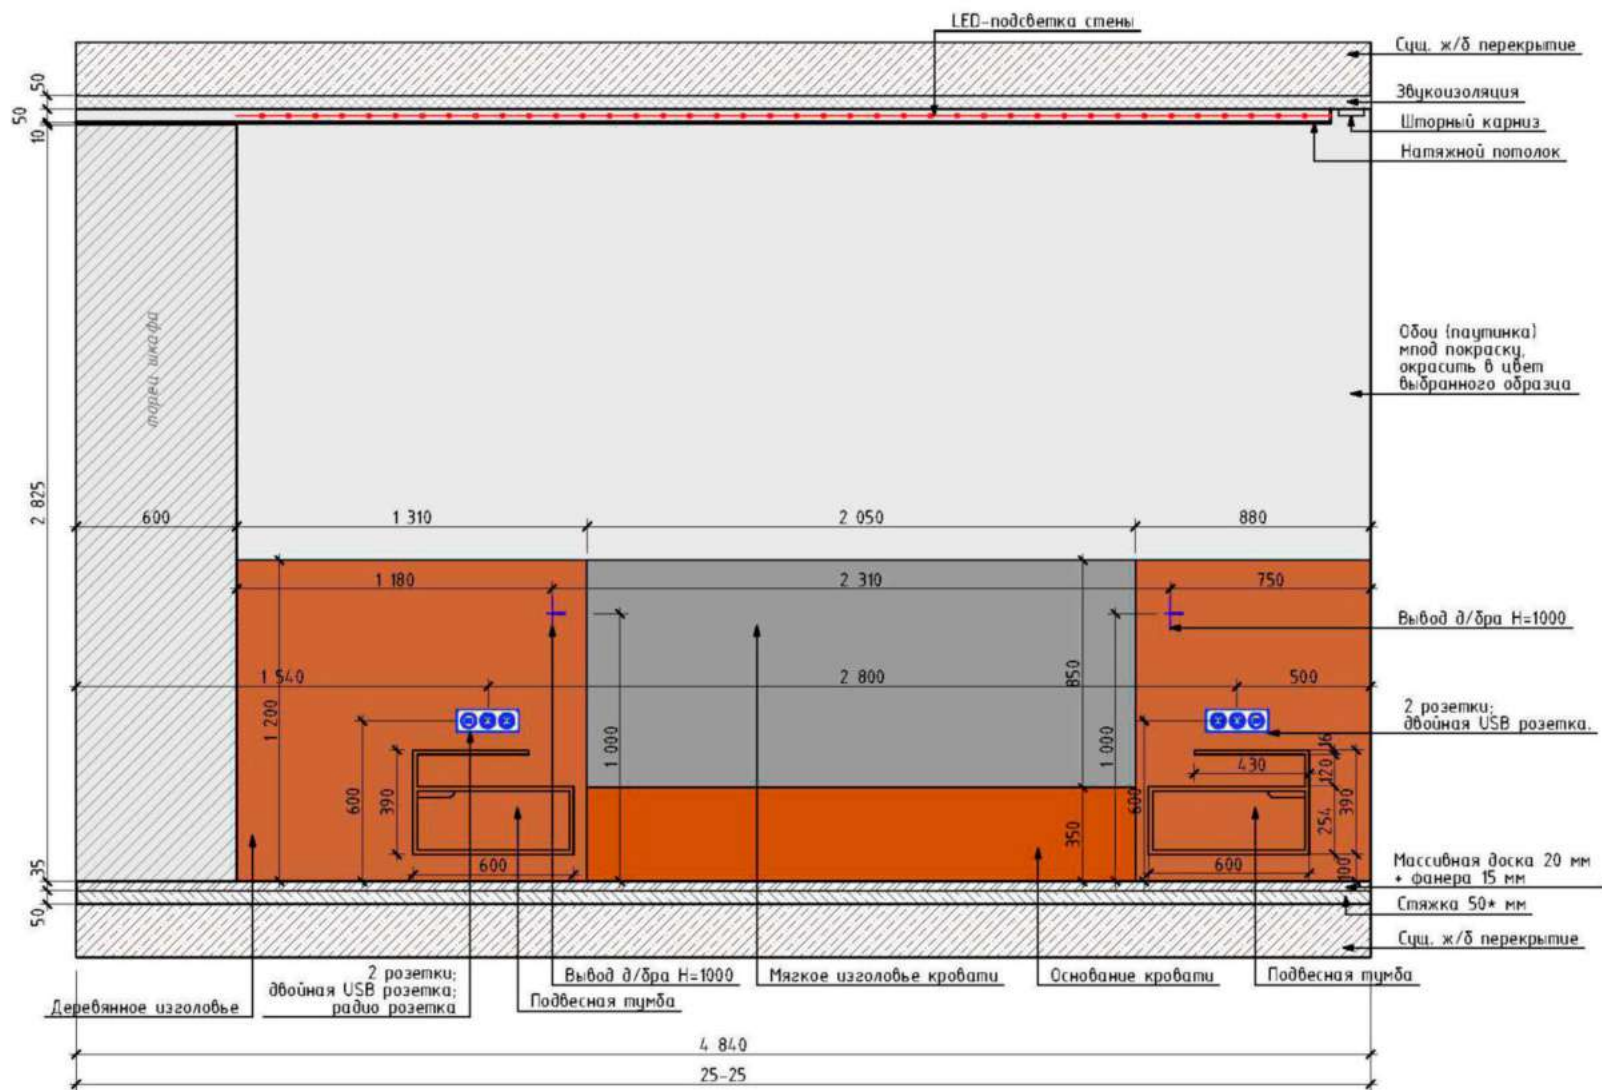 LED-подсветка стены
Сущ. ж/б перекрытие
50
Звукоизоляция
50
Шторный карниз
10
Натяжной потолок
торец шкафа
Обои (паутинка)
мпод покраску,
окрасить в цвет
выбранного образца
2 825
600
1 310
2 050
880
1 180
2 310
750
Вывод д/бра Н=1000
1 540
2 800
850
500
1 200
2 розетки;
двойная USB розетка.
1 000
1 000
16
430
120
600
390
600
390
254
350
600
600
100
35
Массивная доска 20 мм
+ фанера 15 мм
50
Стяжка 50* мм
Сущ. ж/б перекрытие
2 розетки;
двойная USB розетка;
радио розетка
Деревянное изголовье
Вывод д/бра Н=1000
Подвесная тумба
Мягкое изголовье кровати
Основание кровати
Подвесная тумба
4 840
25-25